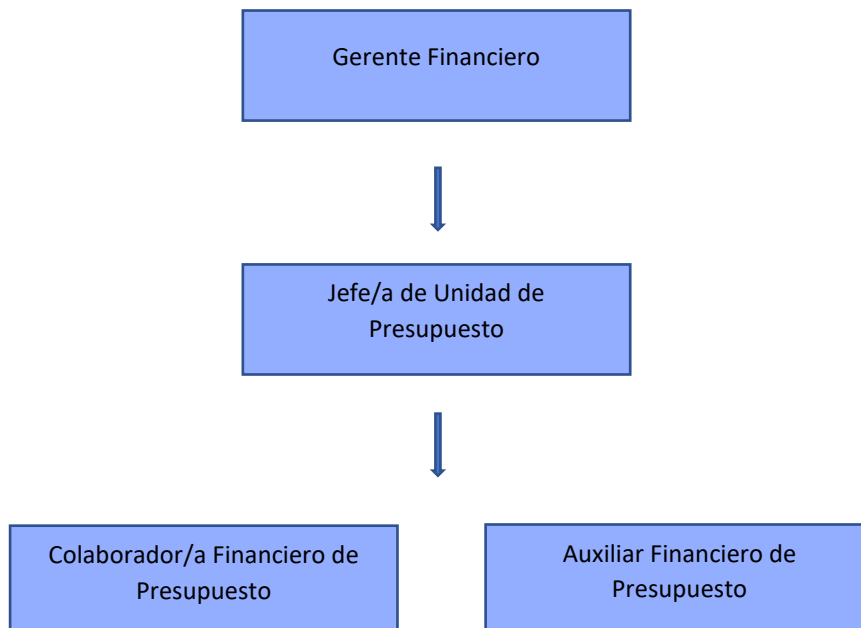 Gerente Financiero
Jefe/a de Unidad de
Presupuesto
Colaborador/a Financiero de
Presupuesto
Auxiliar Financiero de
Presupuesto